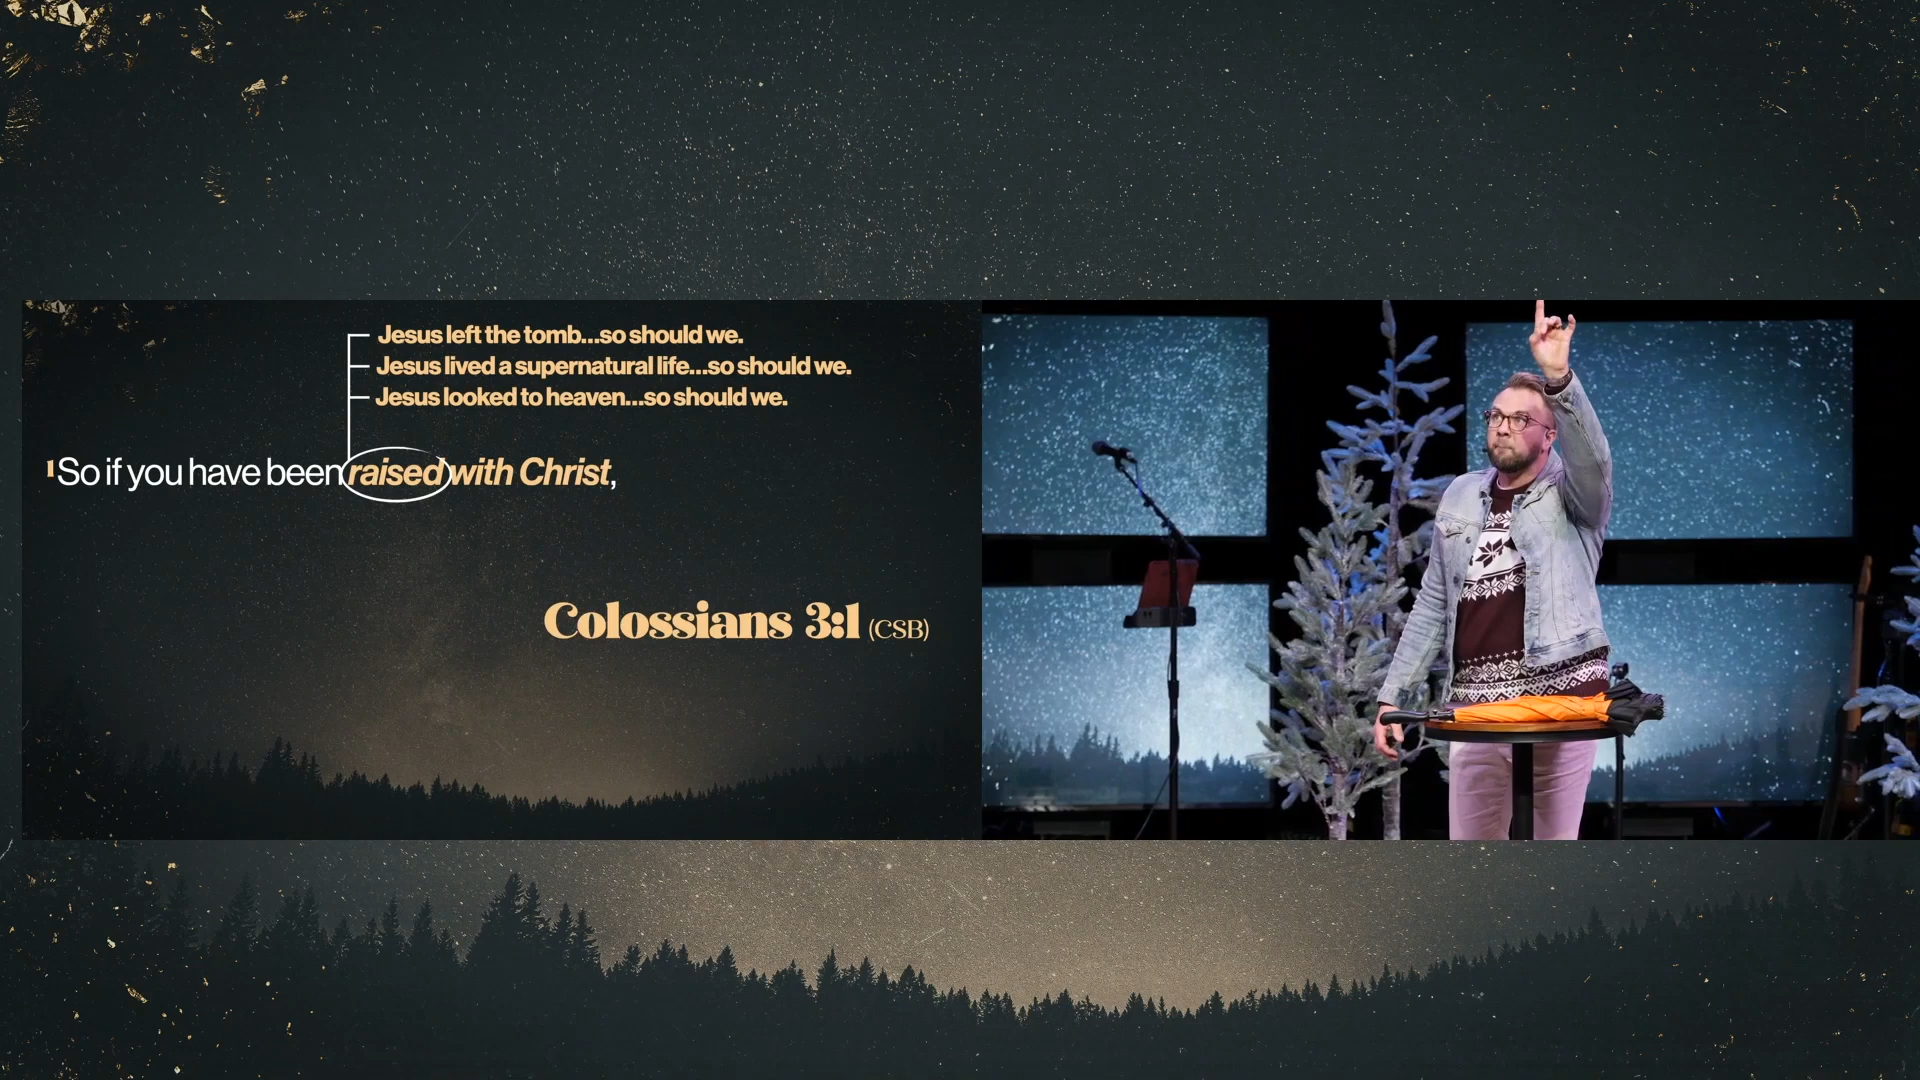 Jesus left the tomb...so should we.
Jesus lived a supernatural life...so should we.
Jesus looked to heaven...so should we.
1So if you have been raised with Christ,
Colossians 3:1 (CSB)